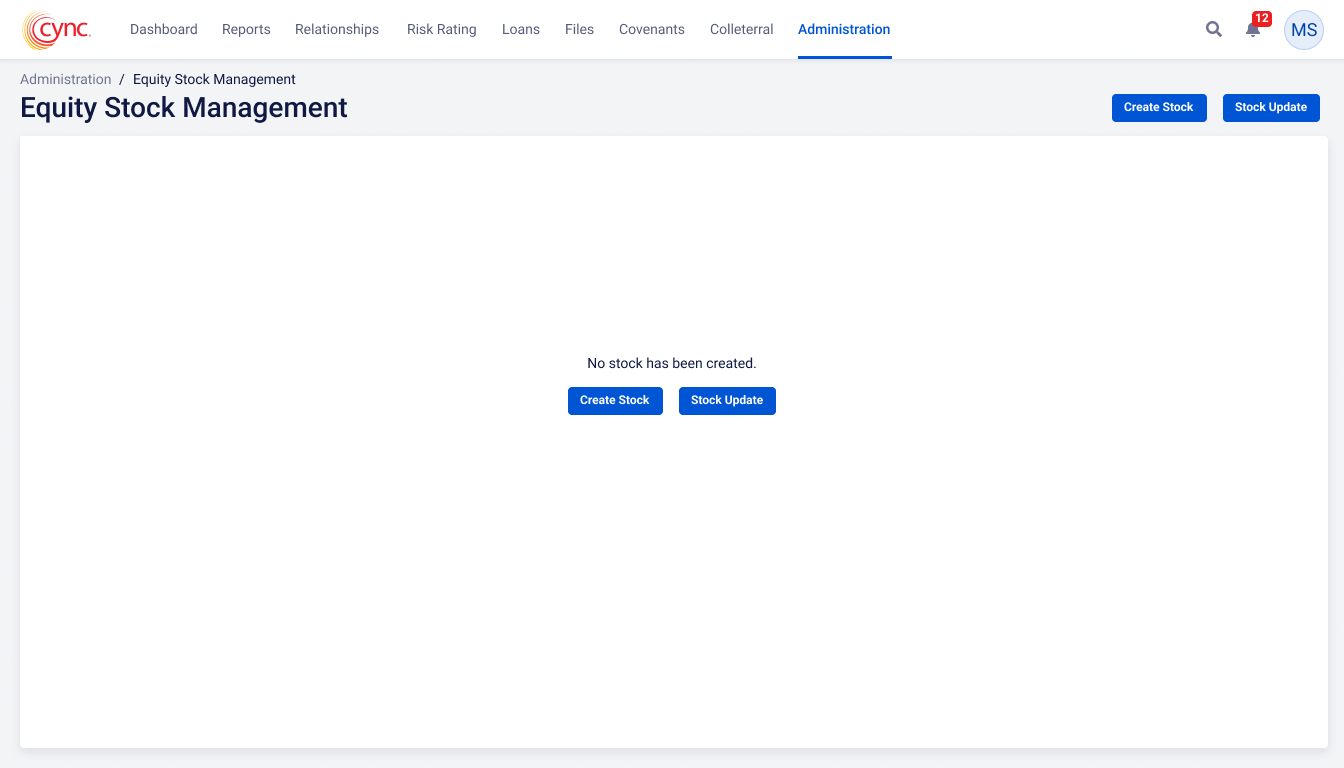 cync
Dashboard Reports Relationships Risk Rating Loans Files Covenants Colleterral Administration 12 MS
Administration / Equity Stock Management
Equity Stock Management
Create Stock Stock Update
No stock has been created.
Create Stock Stock Update